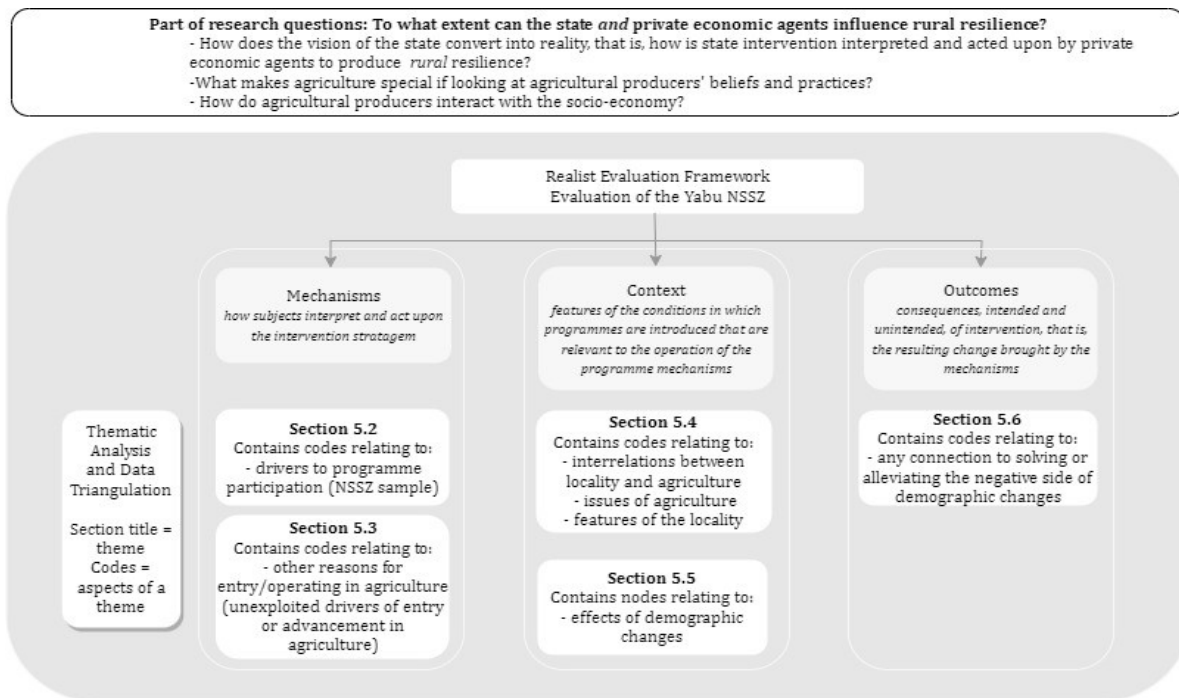 Part of research questions: To what extent can the state and private economic agents influence rural resilience?
- How does the vision of the state convert into reality, that is, how is state intervention interpreted and acted upon by private
economic agents to produce rural resilience?
-What makes agriculture special if looking at agricultural producers' beliefs and practices?
- How do agricultural producers interact with the socio-economy?
Realist Evaluation Framework
Evaluation of the Yabu NSSZ
Mechanisms
how subjects interpret and act upon
the intervention stratagem
Context
features of the conditions in which
programmes are introduced that are
relevant to the operation of the
programme mechanisms
Outcomes
consequences, intended and
unintended, of intervention, that is,
the resulting change brought by the
mechanisms
Thematic
Analysis
and Data
Triangulation
Section title =
theme
Codes =
aspects of a
theme
Section 5.2
Contains codes relating to:
- drivers to programme
participation (NSSZ sample)
Section 5.3
Contains codes relating to:
- other reasons for
entry/operating in agriculture
(unexploited drivers of entry
or advancement in
agriculture)
Section 5.4
Contains codes relating to:
- interrelations between
locality and agriculture
- issues of agriculture
- features of the locality
Section 5.5
Contains nodes relating to:
- effects of demographic
changes
Section 5.6
Contains codes relating to:
- any connection to solving or
alleviating the negative side of
demographic changes